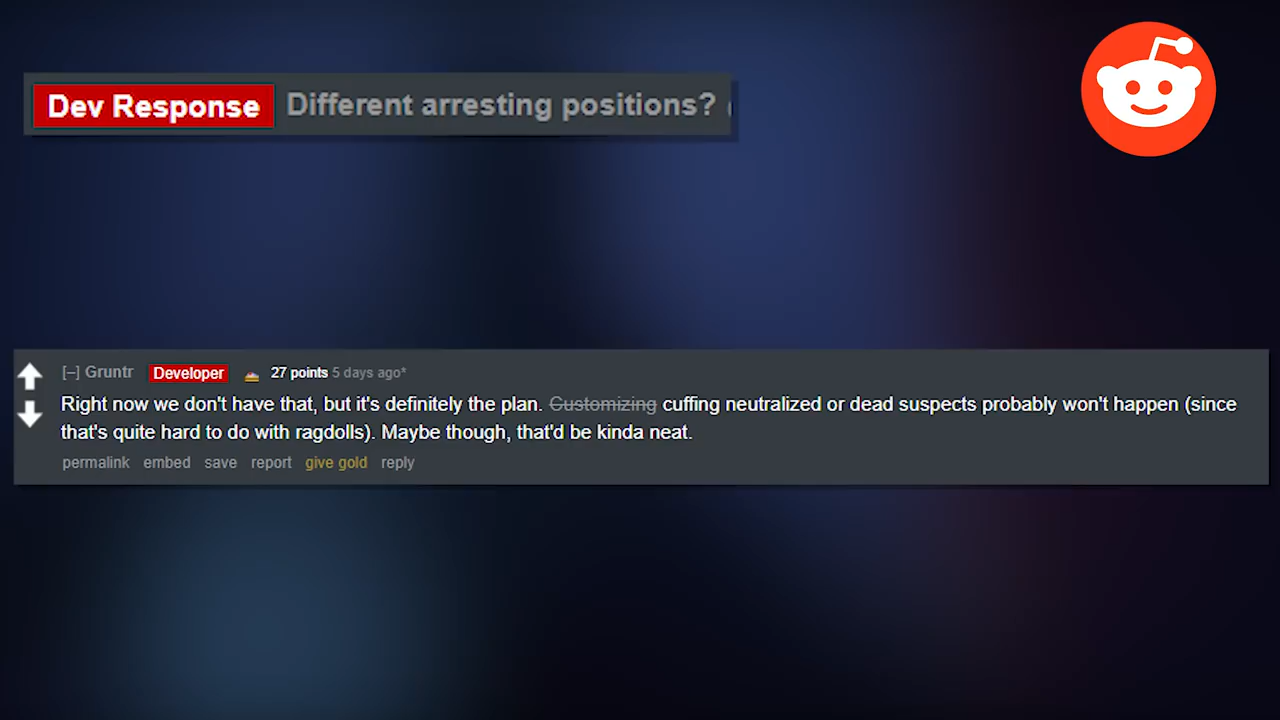 Dev Response Different arresting positions?
[–] Gruntr Developer 27 points 5 days ago*
Right now we don't have that, but it's definitely the plan. Customizing cuffing neutralized or dead suspects probably won't happen (since
that's quite hard to do with ragdolls). Maybe though, that'd be kinda neat.
permalink embed save report give gold reply